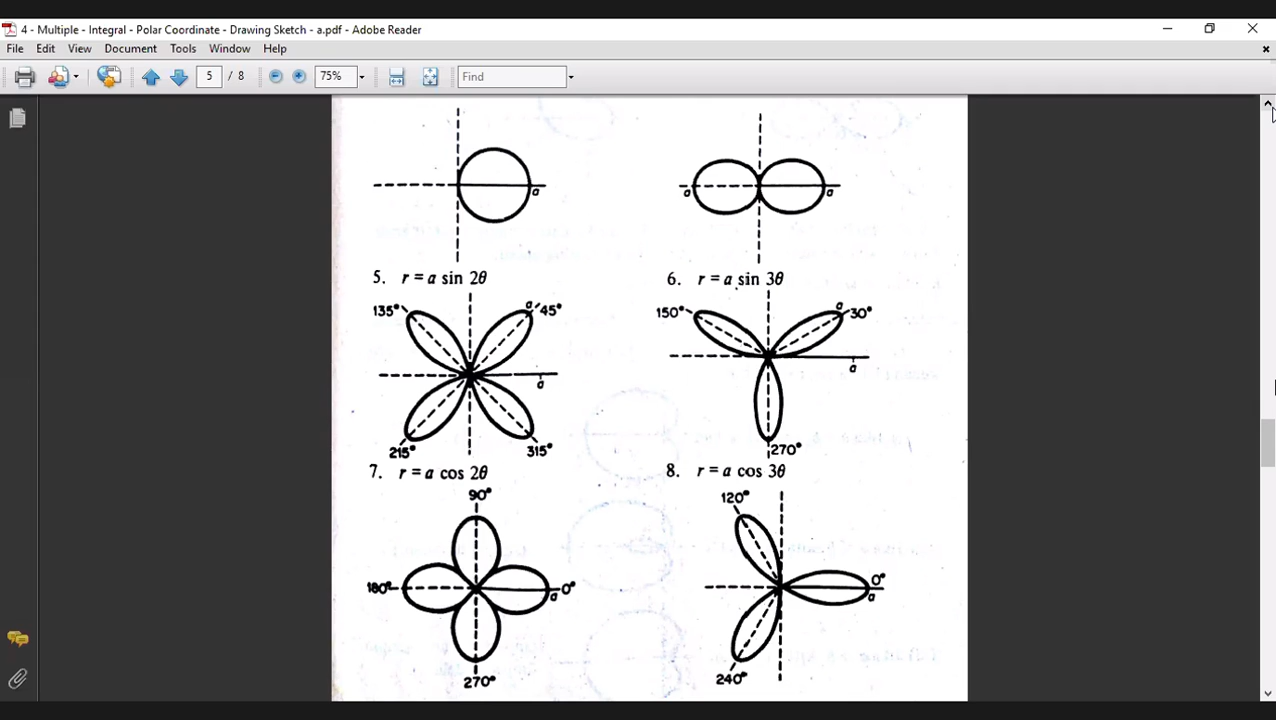 4 - Multiple - Integral - Polar Coordinate - Drawing Sketch - a.pdf - Adobe Reader
File Edit View Document Tools Window Help
5 / 8 75% Find
a
a a
5. r = a sin 2θ
6. r = a sin 3θ
135° a 45°
150° a 30°
a
a
215° 315°
270°
7. r = a cos 2θ
8. r = a cos 3θ
90°
120°
180° a 0°
0° a
270°
240°